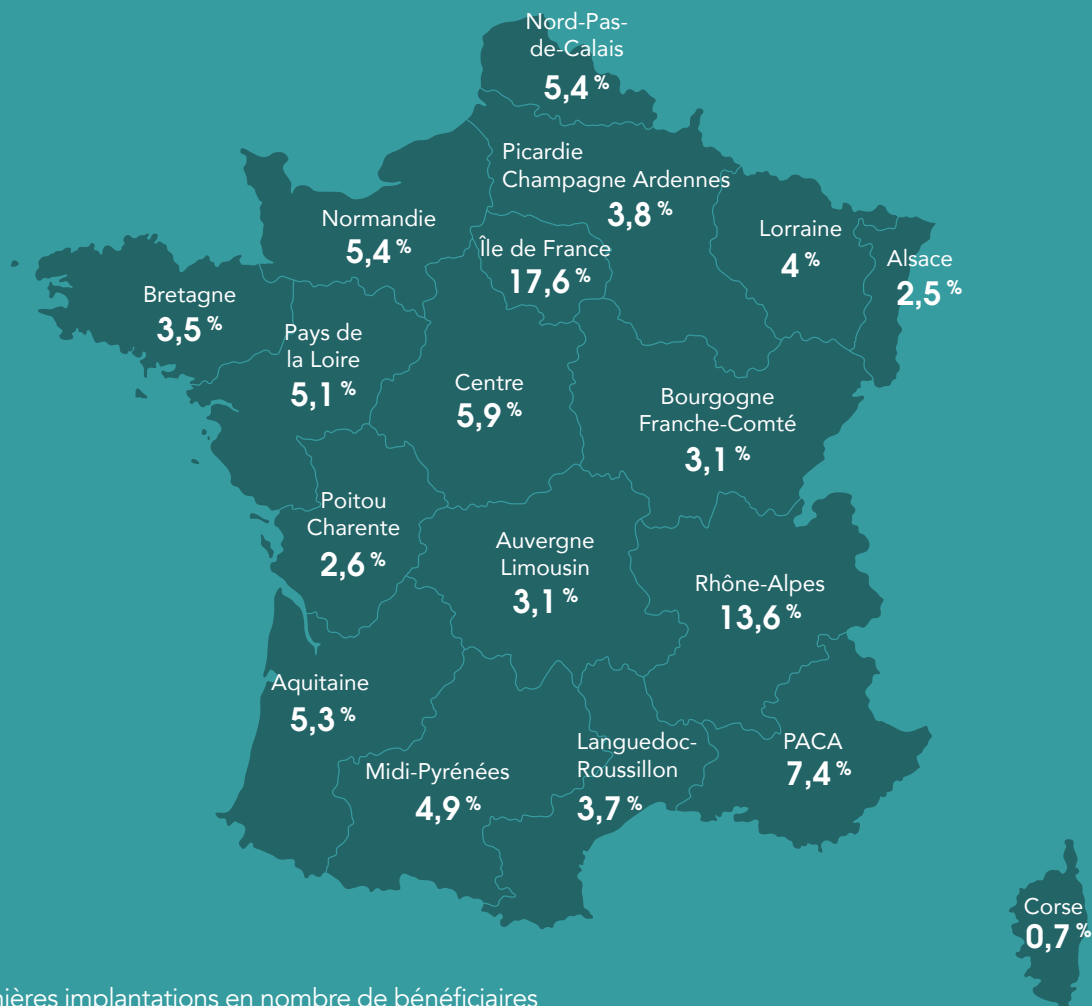 Nord-Pas-
de-Calais
5,4 %
Picardie
Champagne Ardennes
3,8 %
Normandie
5,4 %
Île de France
17,6 %
Lorraine
4 %
Alsace
2,5 %
Bretagne
3,5 %
Pays de
la Loire
5,1 %
Centre
5,9 %
Bourgogne
Franche-Comté
3,1 %
Poitou
Charente
2,6 %
Auvergne
Limousin
3,1 %
Rhône-Alpes
13,6 %
Aquitaine
5,3 %
Midi-Pyrénées
4,9 %
Languedoc-
Roussillon
3,7 %
PACA
7,4 %
Corse
0,7 %
implantations en nombre de bénéficiaires